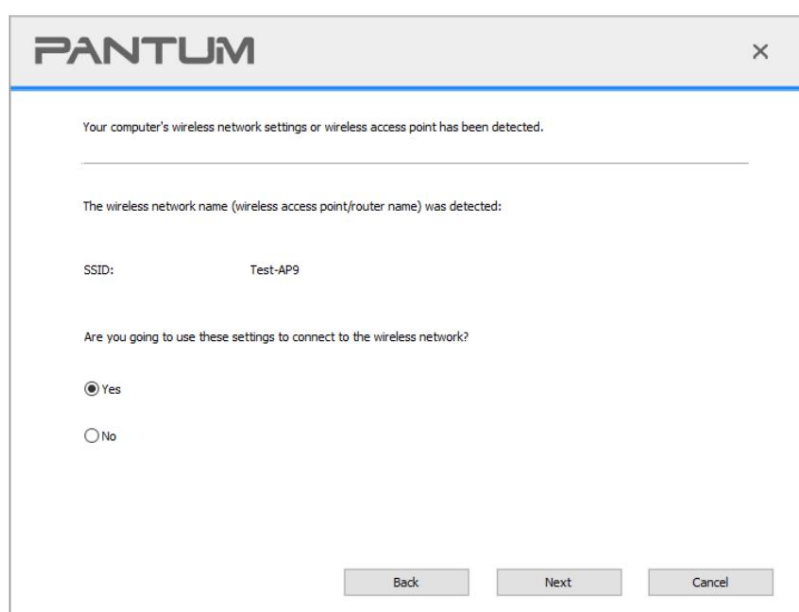 PANTUM
Your computer's wireless network settings or wireless access point has been detected.
The wireless network name (wireless access point/router name) was detected:
SSID: Test-AP9
Are you going to use these settings to connect to the wireless network?
Yes
No
Back Next Cancel